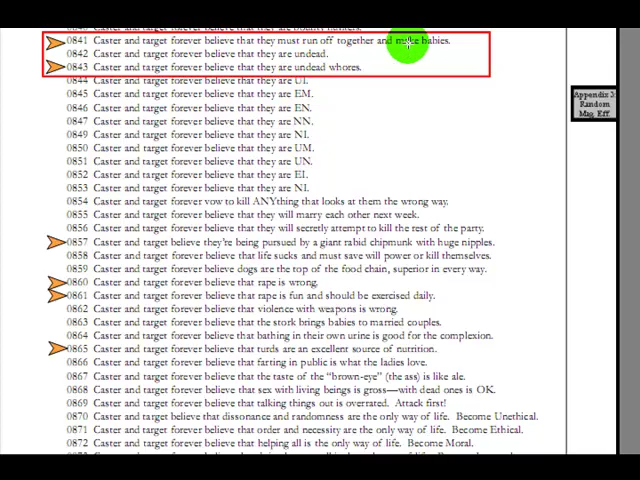 0841 Caster and target forever believe that they must run off together and make babies.
0842 Caster and target forever believe that they are undead.
0843 Caster and target forever believe that they are undead whores.
0844 Caster and target forever believe that they are UI.
0845 Caster and target forever believe that they are EM.
0846 Caster and target forever believe that they are EN.
0847 Caster and target forever believe that they are NN.
0849 Caster and target forever believe that they are NI.
0850 Caster and target forever believe that they are UM.
0851 Caster and target forever believe that they are UN.
0852 Caster and target forever believe that they are EI.
0853 Caster and target forever believe that they are NI.
0854 Caster and target forever vow to kill ANYthing that looks at them the wrong way.
0855 Caster and target forever believe that they will marry each other next week.
0856 Caster and target forever believe that they will secretly attempt to kill the rest of the party.
0857 Caster and target believe they're being pursued by a giant rabid chipmunk with huge nipples.
0858 Caster and target forever believe that life sucks and must save will power or kill themselves.
0859 Caster and target forever believe dogs are the top of the food chain, superior in every way.
0860 Caster and target forever believe that rape is wrong.
0861 Caster and target forever believe that rape is fun and should be exercised daily.
0862 Caster and target forever believe that violence with weapons is wrong.
0863 Caster and target forever believe that the stork brings babies to married couples.
0864 Caster and target forever believe that bathing in their own urine is good for the complexion.
0865 Caster and target forever believe that turds are an excellent source of nutrition.
0866 Caster and target forever believe that farting in public is what the ladies love.
0867 Caster and target forever believe that the taste of the “brown-eye” (the ass) is like ale.
0868 Caster and target forever believe that sex with living beings is gross—with dead ones is OK.
0869 Caster and target forever believe that talking things out is overrated. Attack first!
0870 Caster and target believe that dissonance and randomness are the only way of life. Become Unethical.
0871 Caster and target forever believe that order and necessity are the only way of life. Become Ethical.
0872 Caster and target forever believe that helping all is the only way of life. Become Moral.
Appendix 3:
Random
Mag. Eff.